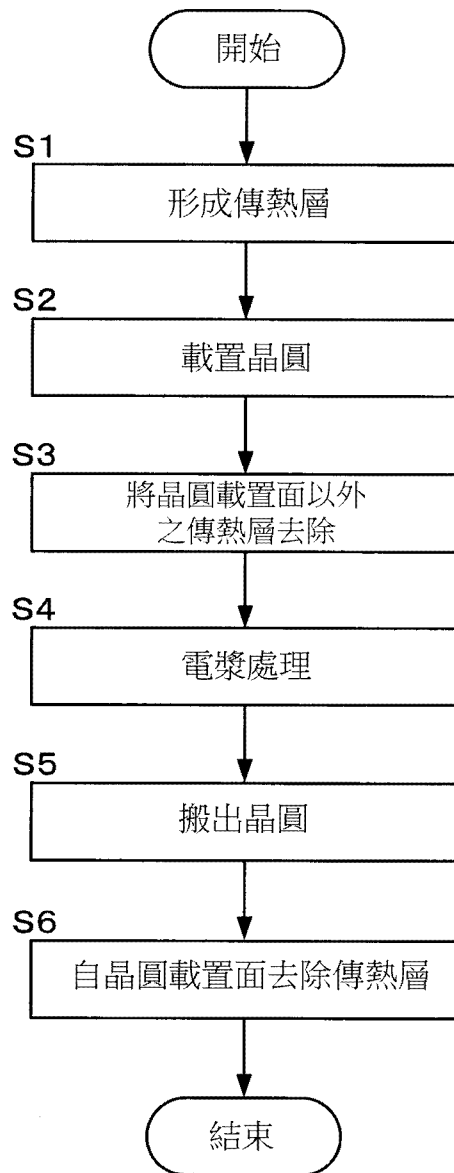 開始
S1
形成傳熱層
S2
載置晶圓
S3
將晶圓載置面以外
之傳熱層去除
S4
電漿處理
S5
搬出晶圓
S6
自晶圓載置面去除傳熱層
結束